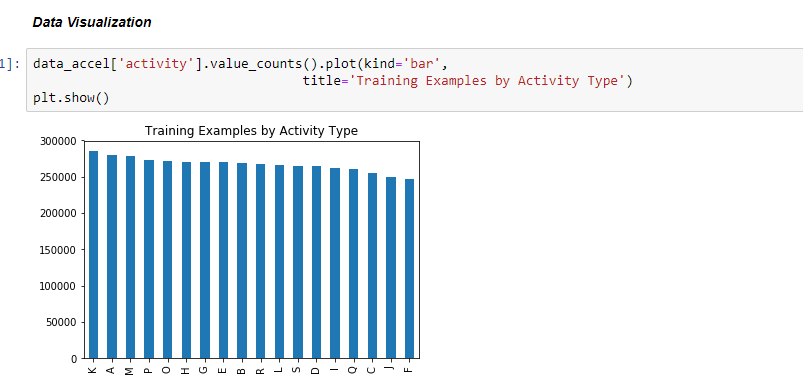 Data Visualization
1]: data_accel['activity'].value_counts().plot(kind='bar',
title='Training Examples by Activity Type')
plt.show()
Training Examples by Activity Type
300000
250000
200000
150000
100000
50000
0
K A M P O H G E B R L S D I Q C J F